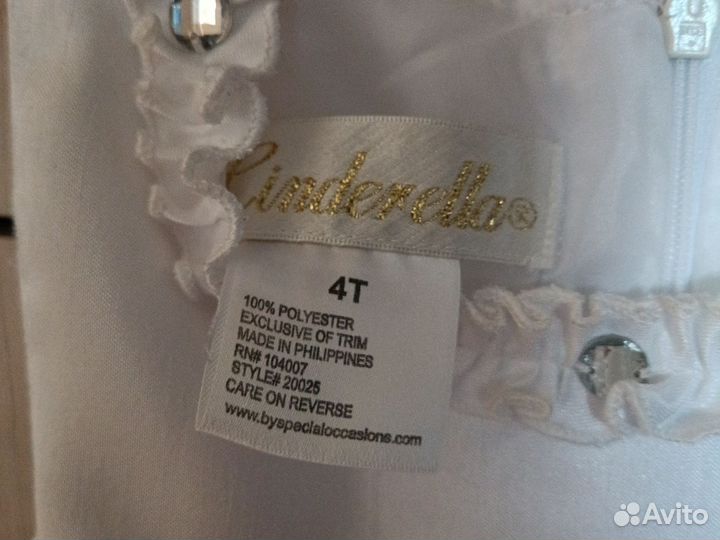 Cinderella®
4T
100% POLYESTER
EXCLUSIVE OF TRIM
MADE IN PHILIPPINES
RN# 104007
STYLE# 20025
CARE ON REVERSE
www.byspecialoccasions.com
Avito